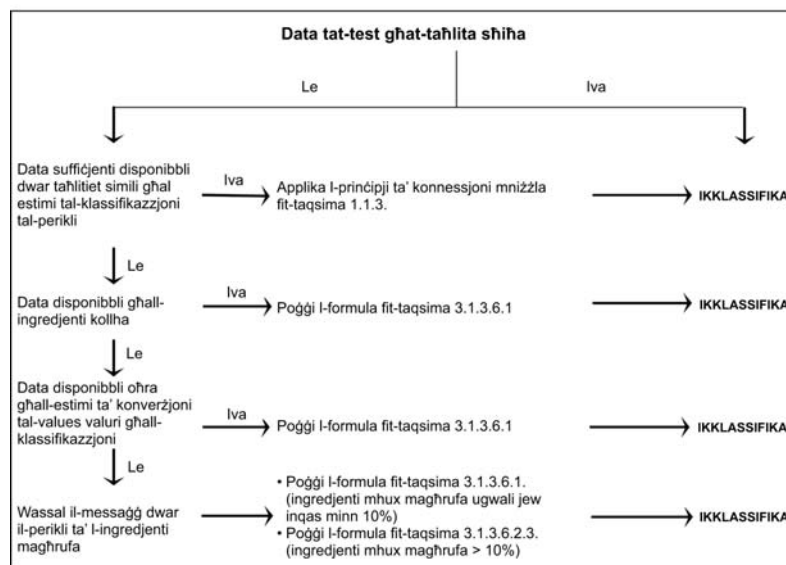 Data tat-test għat-taħlita sħiħa
Le
Iva
Data suffiċjenti disponibbli
dwar taħlitiet simili għal
estimi tal-klassifikazzjoni
tal-perikli
Iva
Applika l-prinċipji ta' konnessjoni mniżżla
fit-taqsima 1.1.3.
IKKLASSIFIKA
Le
Data disponibbli għall-
ingredjenti kollha
Iva
Poġġi l-formula fit-taqsima 3.1.3.6.1
IKKLASSIFIKA
Le
Data disponibbli oħra
għall-estimi ta' konverżjoni
tal-values valuri għall-
klassifikazzjoni
Iva
Poġġi l-formula fit-taqsima 3.1.3.6.1
IKKLASSIFIKA
Le
Wassal il-messaġġ dwar
il-perikli ta' l-ingredjenti
magħrufa
• Poġġi l-formula fit-taqsima 3.1.3.6.1.
(ingredjenti mhux magħrufa ugwali jew
inqas minn 10%)
• Poġġi l-formula fit-taqsima 3.1.3.6.2.3.
(ingredjenti mhux magħrufa > 10%)
IKKLASSIFIKA